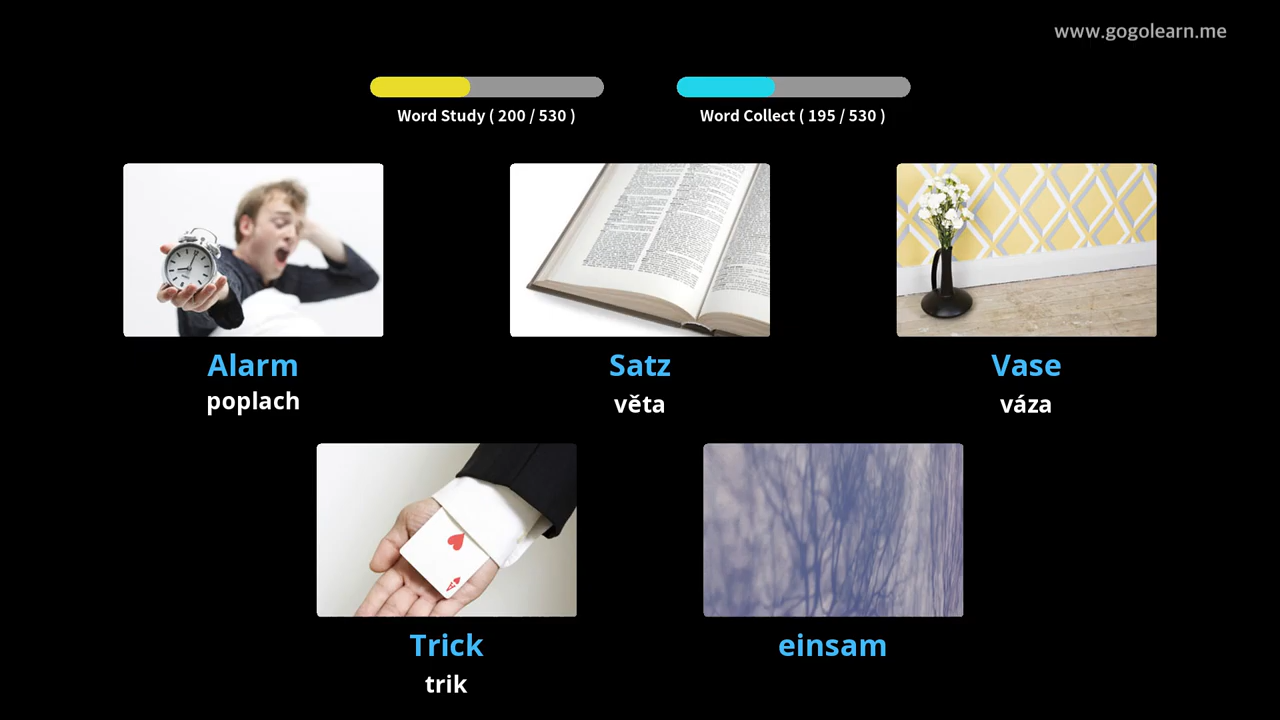 www.gogolearn.me
Word Study ( 200 / 530 )
Word Collect ( 195 / 530 )
Alarm
poplach
Satz
věta
Vase
váza
Trick
trik
einsam